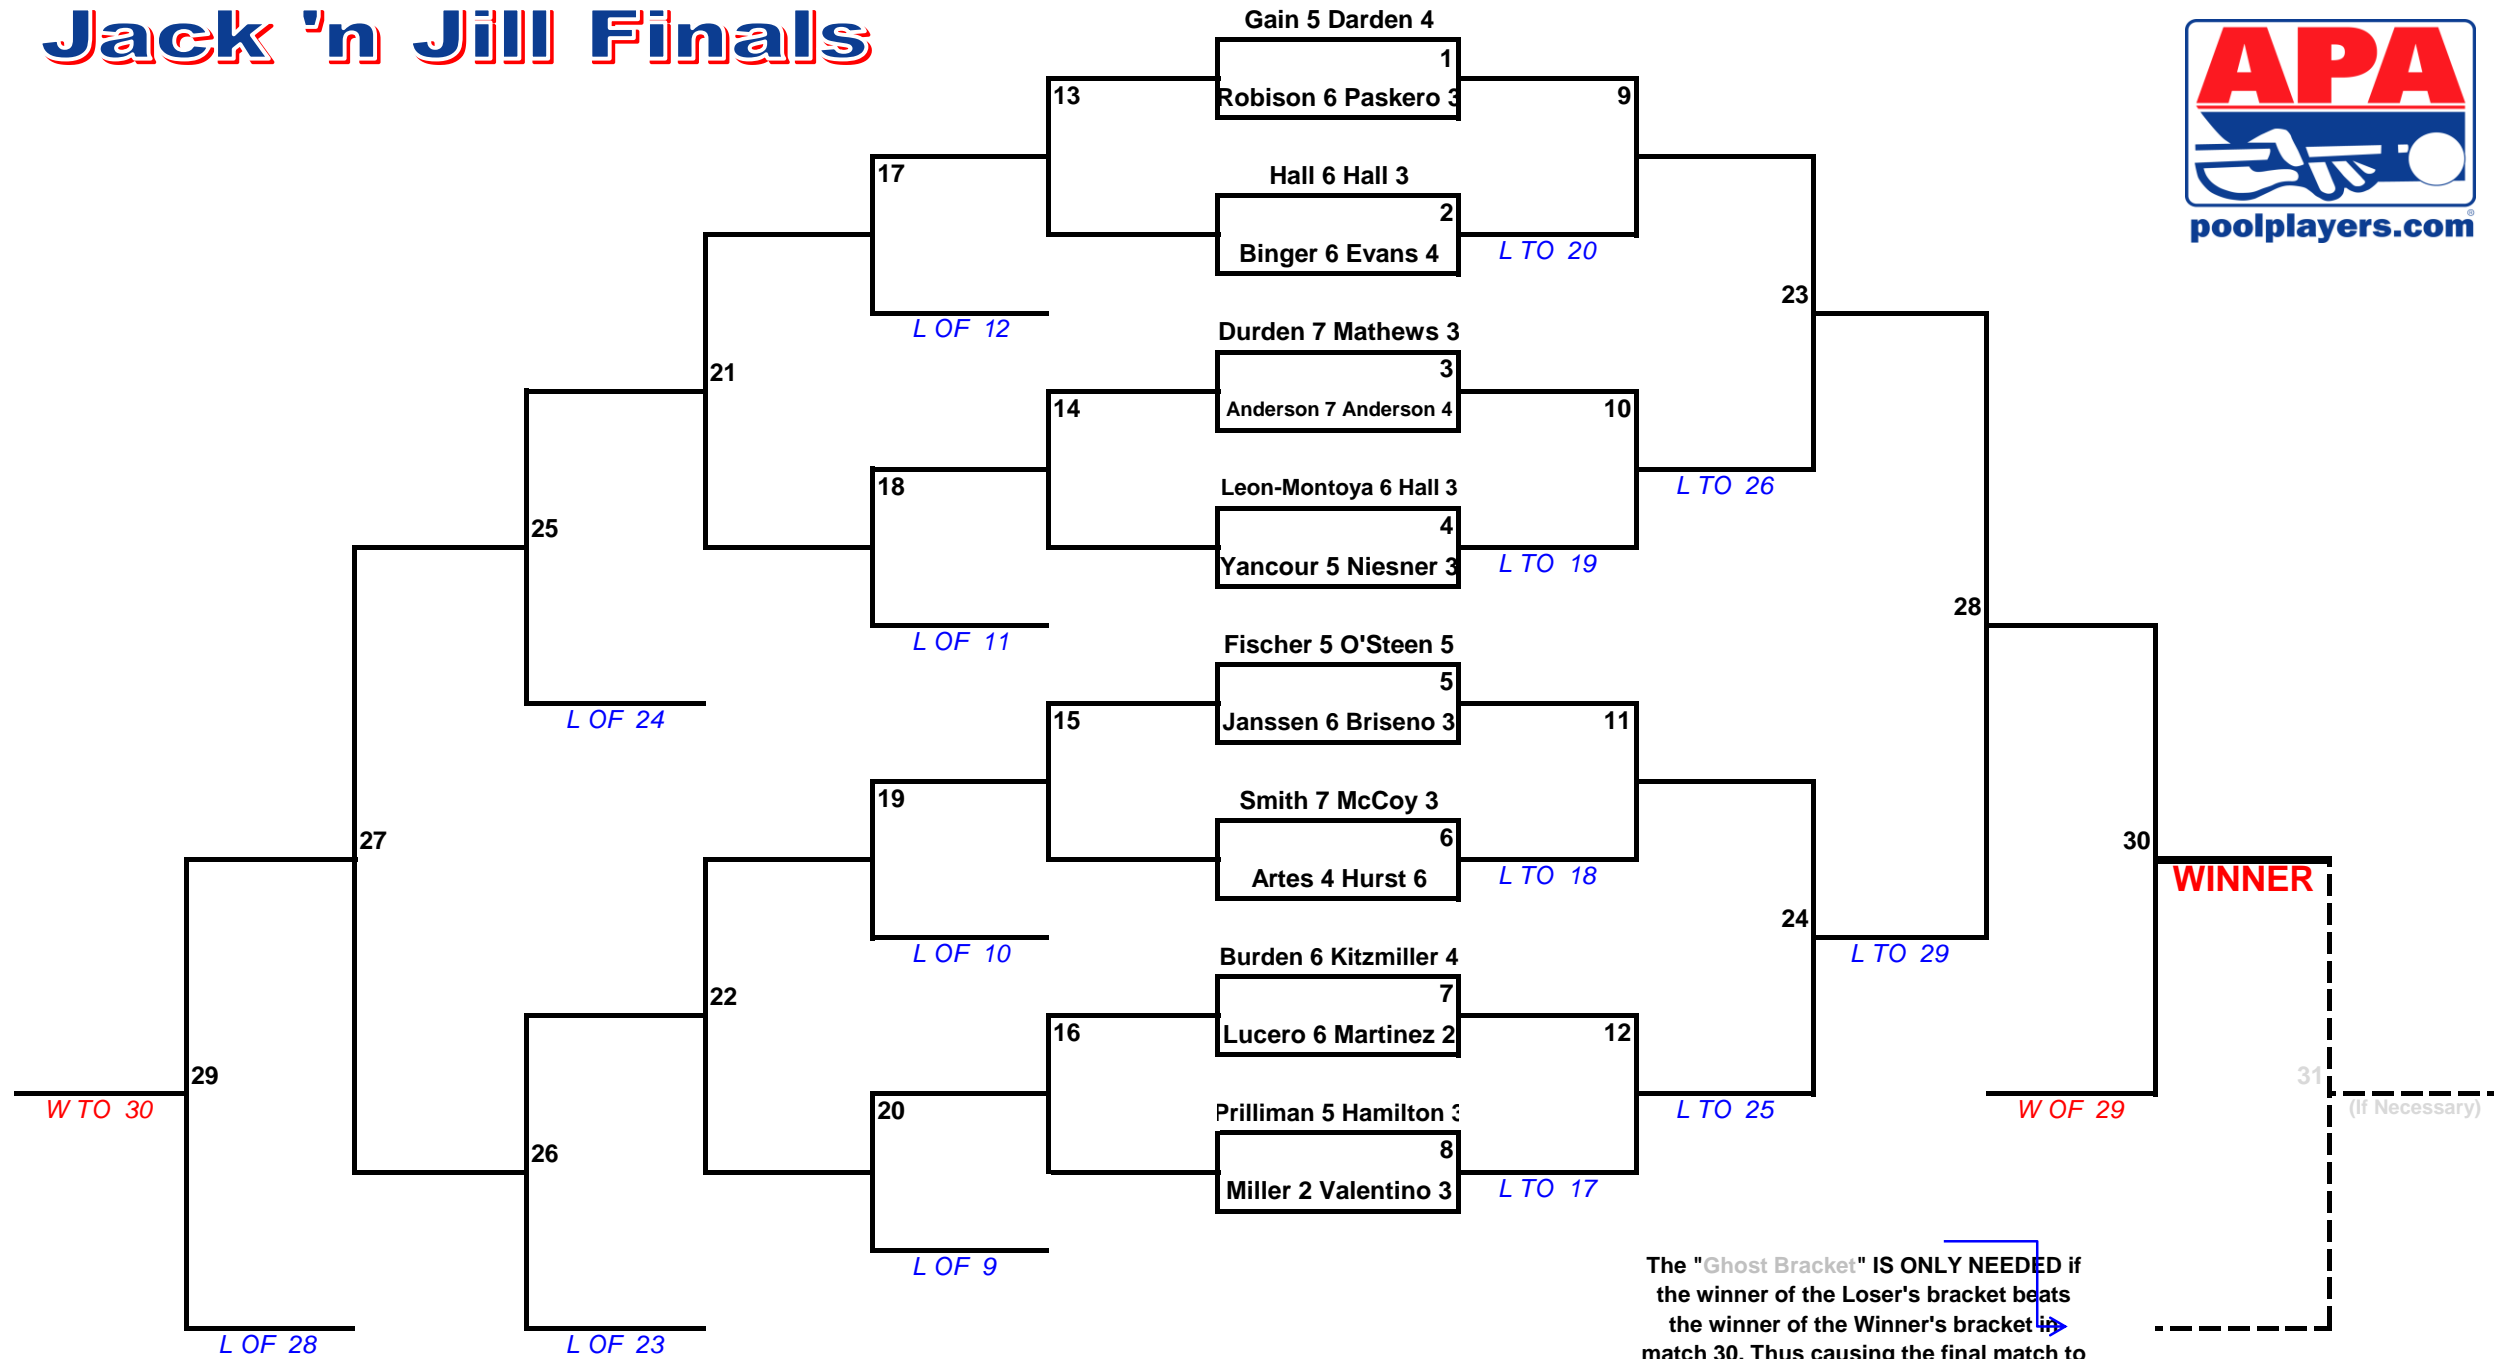 Jack 'n Jill Finals
APA
poolplayers.com®
Gain 5 Darden 4
1
Robison 6 Paskero 3
13
9
17
Hall 6 Hall 3
2
Binger 6 Evans 4
L TO 20
L OF 12
23
Durden 7 Mathews 3
3
Anderson 7 Anderson 4
21
14
10
Leon-Montoya 6 Hall 3
18
L TO 26
25
4
Yancour 5 Niesner 3
L TO 19
28
L OF 11
Fischer 5 O'Steen 5
5
Janssen 6 Briseno 3
L OF 24
15
11
19
Smith 7 McCoy 3
6
Artes 4 Hurst 6
L TO 18
27
30
WINNER
24
L OF 10
Burden 6 Kitzmiller 4
L TO 29
22
7
Lucero 6 Martinez 2
16
12
29
31
W TO 30
20
Prilliman 5 Hamilton 3
L TO 25
W OF 29
(If Necessary)
26
8
Miller 2 Valentino 3
L TO 17
L OF 9
The "Ghost Bracket" IS ONLY NEEDED if
the winner of the Loser's bracket beats
the winner of the Winner's bracket in
match 30. Thus causing the final match to
L OF 28
L OF 23